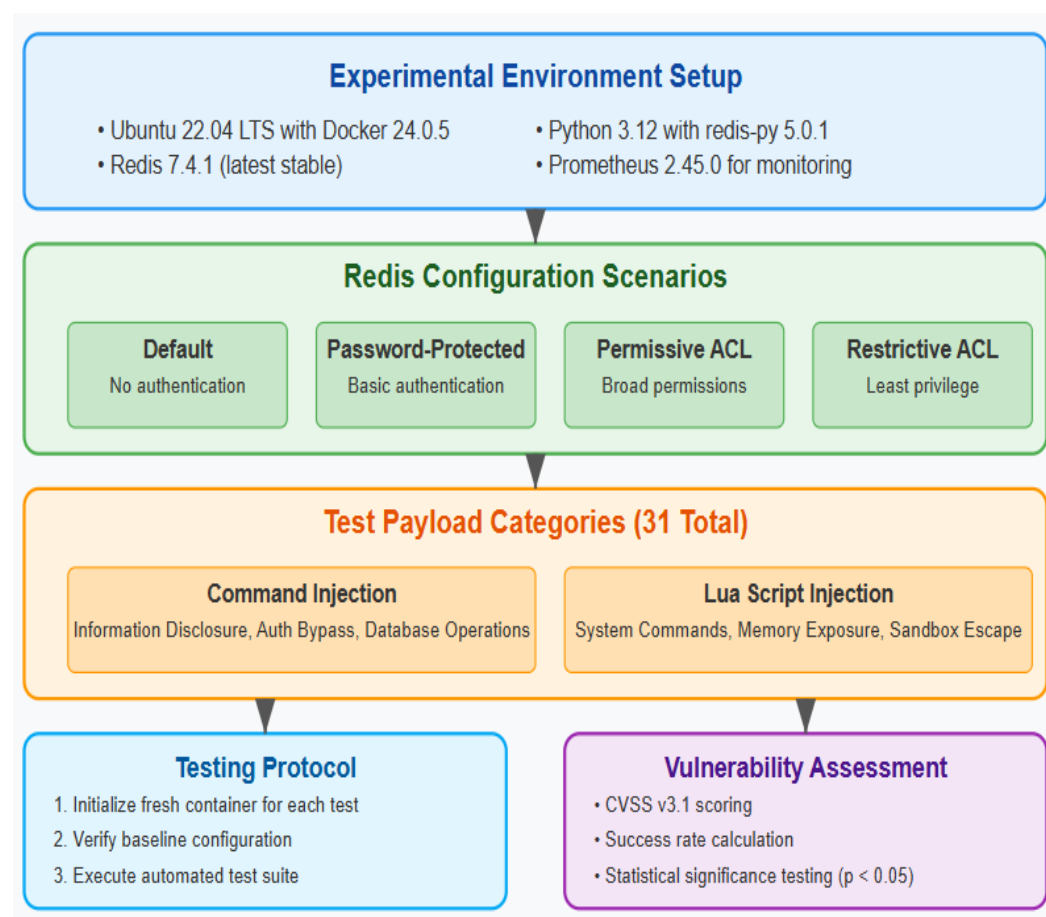 Experimental Environment Setup
• Ubuntu 22.04 LTS with Docker 24.0.5
• Redis 7.4.1 (latest stable)
• Python 3.12 with redis-py 5.0.1
• Prometheus 2.45.0 for monitoring
Redis Configuration Scenarios
Default
No authentication
Password-Protected
Basic authentication
Permissive ACL
Broad permissions
Restrictive ACL
Least privilege
Test Payload Categories (31 Total)
Command Injection
Information Disclosure, Auth Bypass, Database Operations
Lua Script Injection
System Commands, Memory Exposure, Sandbox Escape
Testing Protocol
1. Initialize fresh container for each test
2. Verify baseline configuration
3. Execute automated test suite
Vulnerability Assessment
• CVSS v3.1 scoring
• Success rate calculation
• Statistical significance testing (p < 0.05)